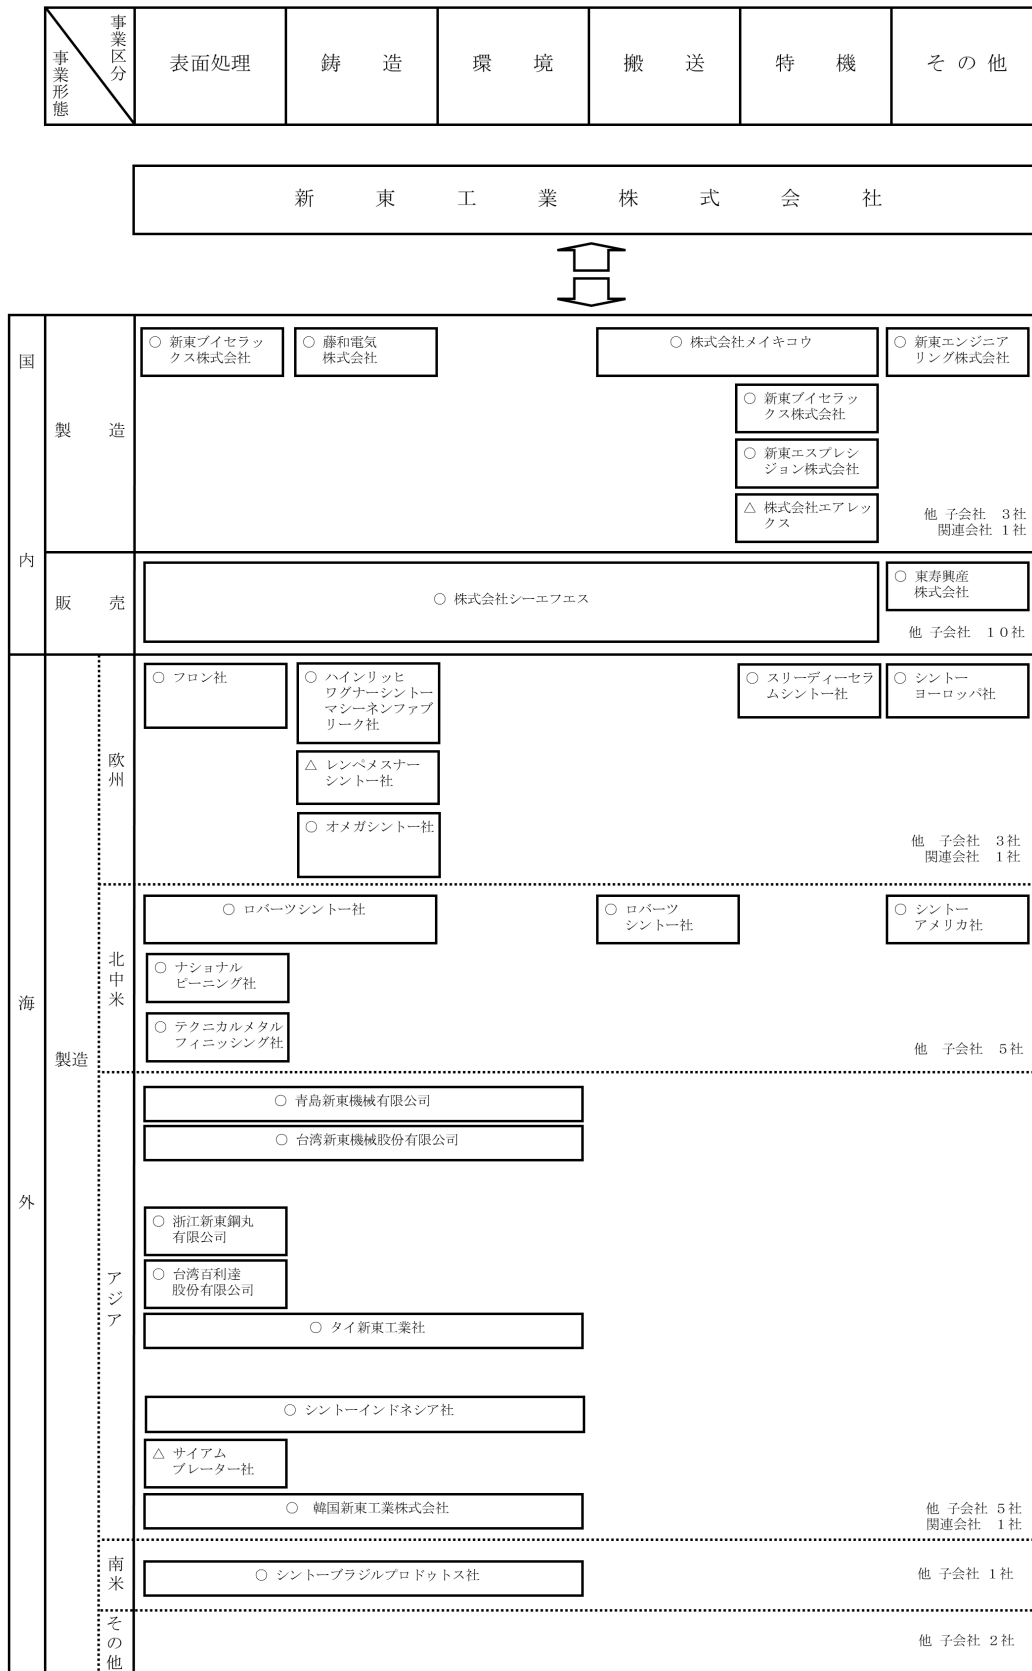 事業区分
事業形態
表面処理
鋳造
環境
搬送
特機
その他
新東工業株式会社
国内
製造
○ 新東ブイセラッ
クス株式会社
○ 藤和電気
株式会社
○ 株式会社メイキコウ
○ 新東エンジニア
リング株式会社
○ 新東ブイセラッ
クス株式会社
○ 新東エスプレシ
ジョン株式会社
△ 株式会社エアレッ
クス
他 子会社 3社
関連会社 1社
販売
○ 株式会社シーエフエス
○ 東寿興産
株式会社
他 子会社 10社
海外
製造
欧州
○ フロン社
○ ハインリッヒ
ワグナーシントー
マシーネンファブ
リーク社
○ スリーディーセラ
ムシントー社
○ シントー
ヨーロッパ社
△ レンペメスナー
シントー社
○ オメガシントー社
他 子会社 3社
関連会社 1社
北中米
○ ロバーツシントー社
○ ロバーツ
シントー社
○ シントー
アメリカ社
○ ナショナル
ピーニング社
○ テクニカルメタル
フィニッシング社
他 子会社 5社
アジア
○ 青島新東機械有限公司
○ 台湾新東機械股份有限公司
○ 浙江新東鋼丸
有限公司
○ 台湾百利達
股份有限公司
○ タイ新東工業社
○ シントーインドネシア社
△ サイアム
ブレーター社
○ 韓国新東工業株式会社
他 子会社 5社
関連会社 1社
南米
○ シントーブラジルプロドゥトス社
他 子会社 1社
その他
他 子会社 2社